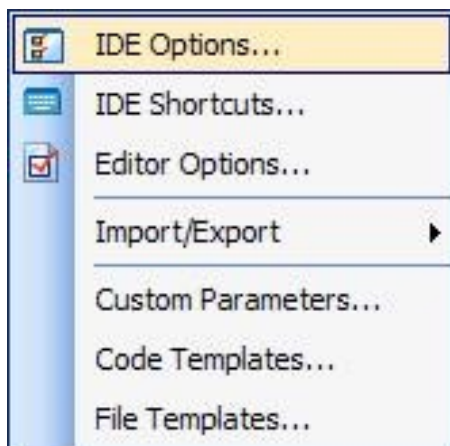 IDE Options...
IDE Shortcuts...
Editor Options...
Import/Export
Custom Parameters...
Code Templates...
File Templates...